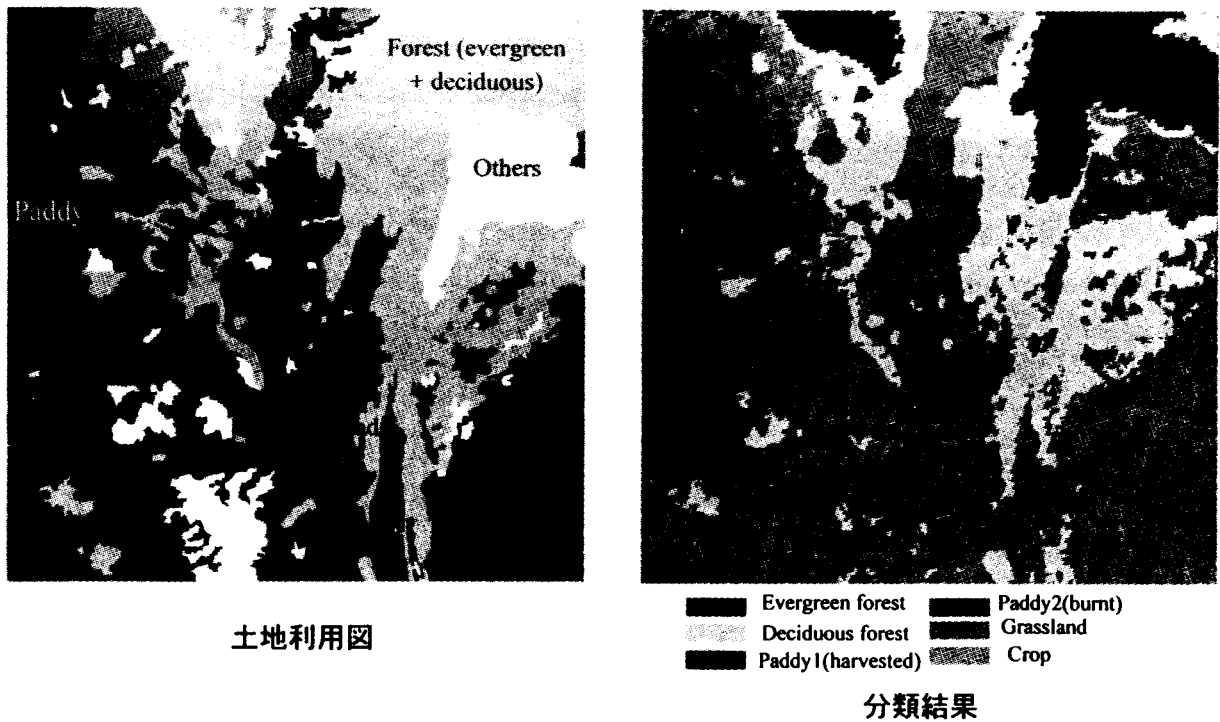 Forest (evergreen
+ deciduous)
Others
Paddy
土地利用図
Evergreen forest
Deciduous forest
Paddy1(harvested)
Paddy2(burnt)
Grassland
Crop
分類結果